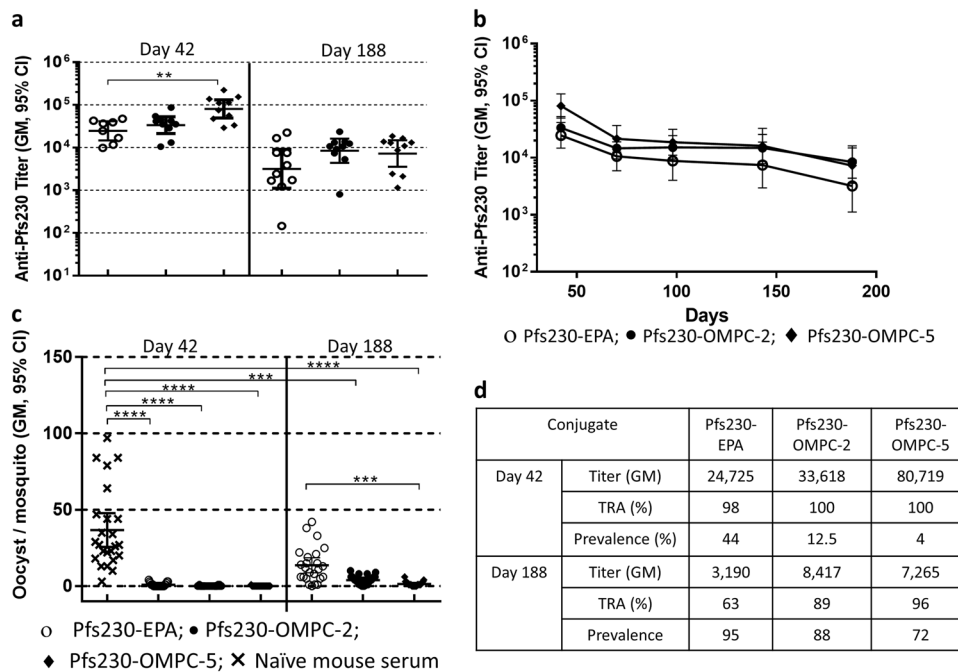 a
Day 42
Day 188
Anti-Pfs230 Titer (GM, 95% CI)
10⁶
10⁵
10⁴
10³
10²
10¹
**
b
Anti-Pfs230 Titer (GM, 95% CI)
10⁶
10⁵
10⁴
10³
10²
50 100 150 200
Days
Pfs230-EPA; Pfs230-OMPC-2; Pfs230-OMPC-5
c
Day 42
Day 188
Oocyst / mosquito (GM, 95% CI)
150
100
50
0
****
***
****
****
****
***
Pfs230-EPA; Pfs230-OMPC-2;
Pfs230-OMPC-5; Naïve mouse serum
d
Conjugate Pfs230-EPA Pfs230-OMPC-2 Pfs230-OMPC-5
Day 42 Titer (GM) 24,725 33,618 80,719
TRA (%) 98 100 100
Prevalence (%) 44 12.5 4
Day 188 Titer (GM) 3,190 8,417 7,265
TRA (%) 63 89 96
Prevalence 95 88 72